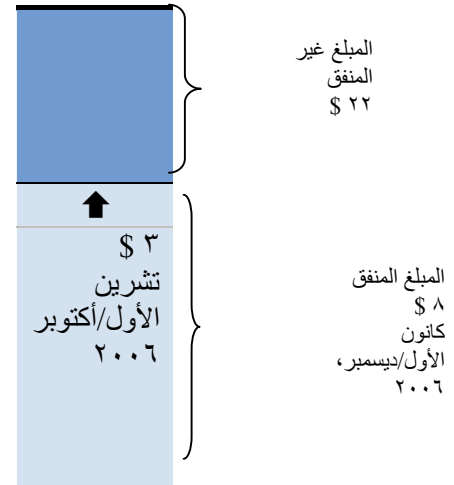 المبلغ غير
المنفق
٢٢ $
٣ $
تشرين
الأول/أكتوبر
٢٠٠٦
المبلغ المنفق
٨ $
كانون
الأول/ديسمبر،
٢٠٠٦